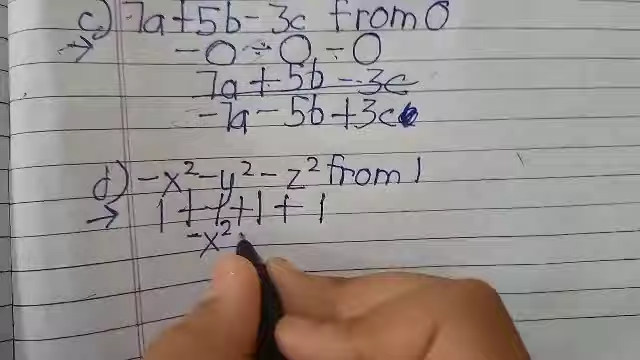 c) 7a+5b-3c from 0
→ -0 ÷ 0 - 0
7a + 5b - 3c
-7a - 5b + 3c
d) -x² - y² - z² from 1
→ 1 + 1 + 1 + 1
-x²